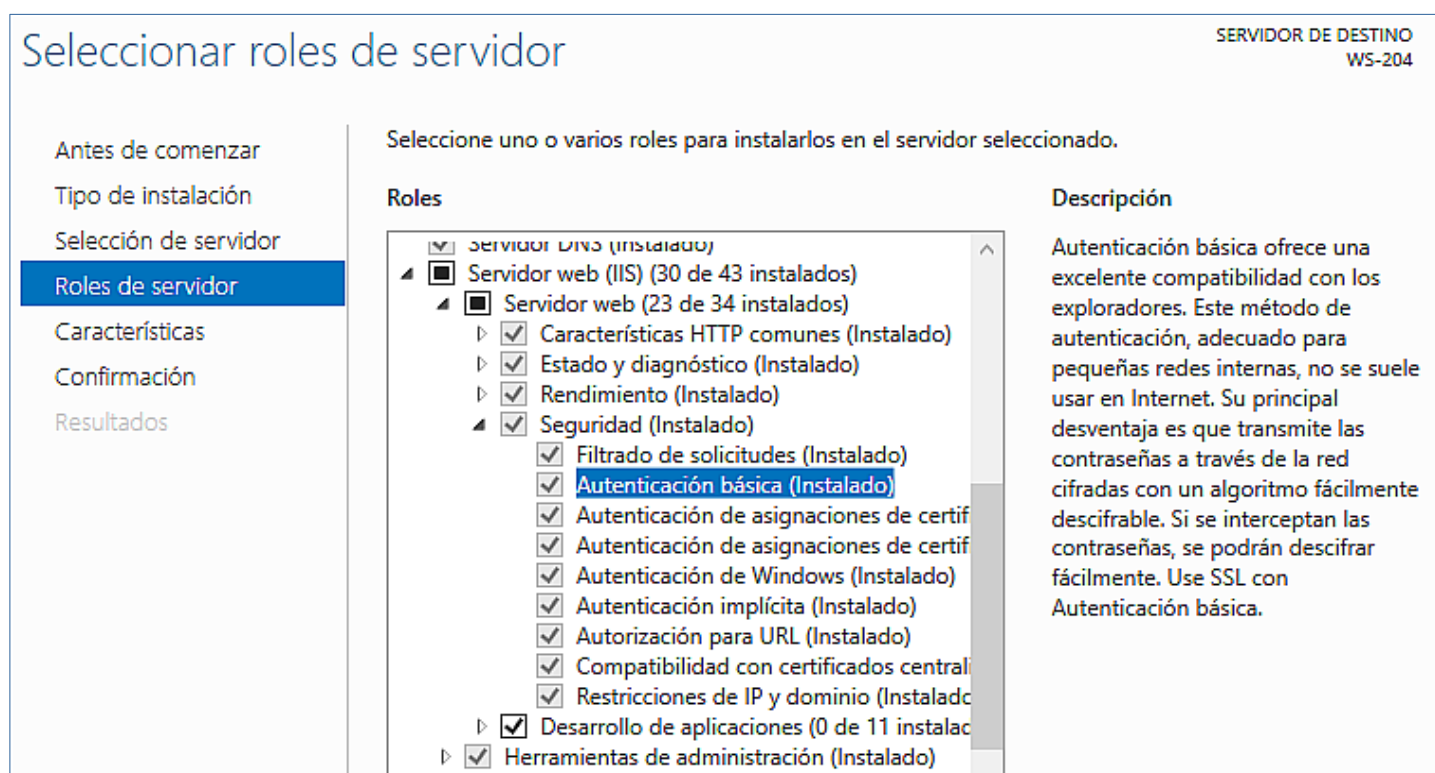 Seleccionar roles de servidor
SERVIDOR DE DESTINO
WS-204
Antes de comenzar
Tipo de instalación
Selección de servidor
Roles de servidor
Características
Confirmación
Resultados
Seleccione uno o varios roles para instalarlos en el servidor seleccionado.
Roles
Servidor DNS (Instalado)
Servidor web (IIS) (30 de 43 instalados)
Servidor web (23 de 34 instalados)
Características HTTP comunes (Instalado)
Estado y diagnóstico (Instalado)
Rendimiento (Instalado)
Seguridad (Instalado)
Filtrado de solicitudes (Instalado)
Autenticación básica (Instalado)
Autenticación de asignaciones de certif
Autenticación de asignaciones de certif
Autenticación de Windows (Instalado)
Autenticación implícita (Instalado)
Autorización para URL (Instalado)
Compatibilidad con certificados centrali
Restricciones de IP y dominio (Instalado
Desarrollo de aplicaciones (0 de 11 instalac
Herramientas de administración (Instalado)
Descripción
Autenticación básica ofrece una
excelente compatibilidad con los
exploradores. Este método de
autenticación, adecuado para
pequeñas redes internas, no se suele
usar en Internet. Su principal
desventaja es que transmite las
contraseñas a través de la red
cifradas con un algoritmo fácilmente
descifrable. Si se interceptan las
contraseñas, se podrán descifrar
fácilmente. Use SSL con
Autenticación básica.